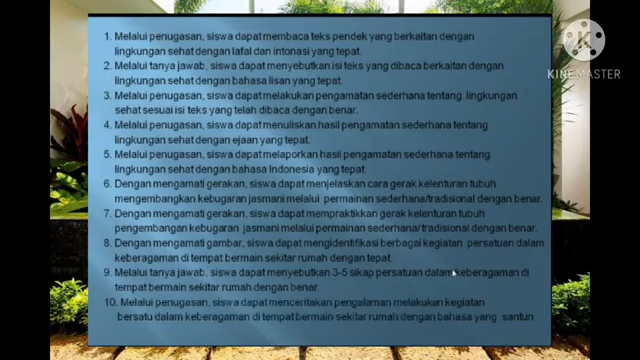 1. Melalui penugasan, siswa dapat membaca teks pendek yang berkaitan dengan
lingkungan sehat dengan lafal dan intonasi yang tepat.
2. Melalui tanya jawab, siswa dapat menyebutkan isi teks yang dibaca berkaitan dengan
lingkungan sehat dengan bahasa lisan yang tepat.
3. Melalui penugasan, siswa dapat melakukan pengamatan sederhana tentang lingkungan
sehat sesuai isi teks yang telah dibaca dengan benar.
4. Melalui penugasan, siswa dapat menuliskan hasil pengamatan sederhana tentang
lingkungan sehat dengan ejaan yang tepat.
5. Melalui penugasan, siswa dapat melaporkan hasil pengamatan sederhana tentang
lingkungan sehat dengan bahasa Indonesia yang tepat.
6. Dengan mengamati gerakan, siswa dapat menjelaskan cara gerak kelenturan tubuh
mengembangkan kebugaran jasmani melalui permainan sederhana/tradisional dengan benar.
7. Dengan mengamati gerakan, siswa dapat mempraktikkan gerak kelenturan tubuh
pengembangan kebugaran jasmani melalui permainan sederhana/ tradisional dengan benar.
8. Dengan mengamati gambar, siswa dapat mengidentifikasi berbagai kegiatan persatuan dalam
keberagaman di tempat bermain sekitar rumah dengan tepat.
9. Melalui tanya jawab, siswa dapat menyebutkan 3-5 sikap persatuan dalam keberagaman di
tempat bermain sekitar rumah dengan benar.
10. Melalui penugasan, siswa dapat menceritakan pengalaman melakukan kegiatan
bersatu dalam keberagaman di tempat bermain sekitar rumah dengan bahasa yang santun
KINEMASTER